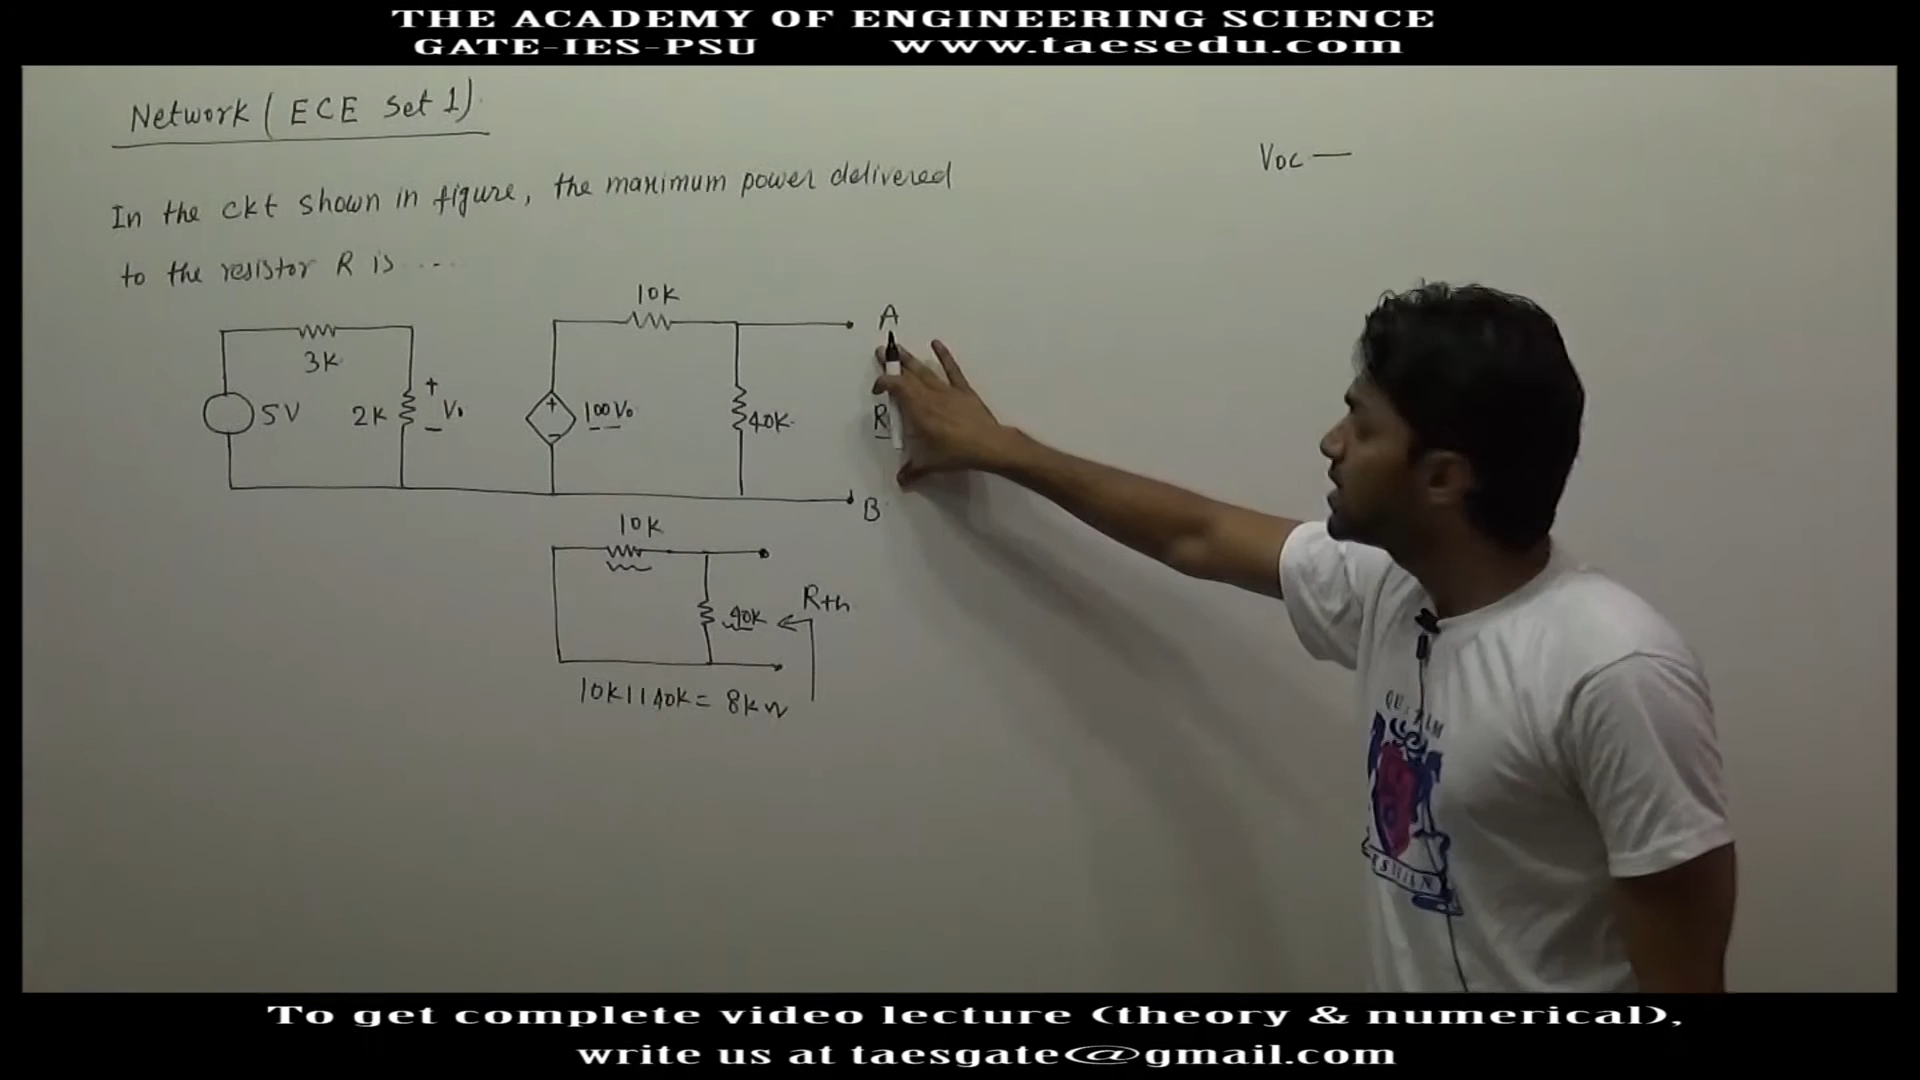 THE ACADEMY OF ENGINEERING SCIENCE
GATE-IES-PSU www.taesedu.com
Network (ECE Set 1)
Voc —
In the ckt shown in figure, the maximum power delivered
to the resistor R is ....
10k
A
3k
5V
2k
+
V₀
−
+
100V₀
−
40k
R
B
10k
40k
Rth
10k||40k = 8kΩ
To get complete video lecture (theory & numerical),
write us at taesgate@gmail.com